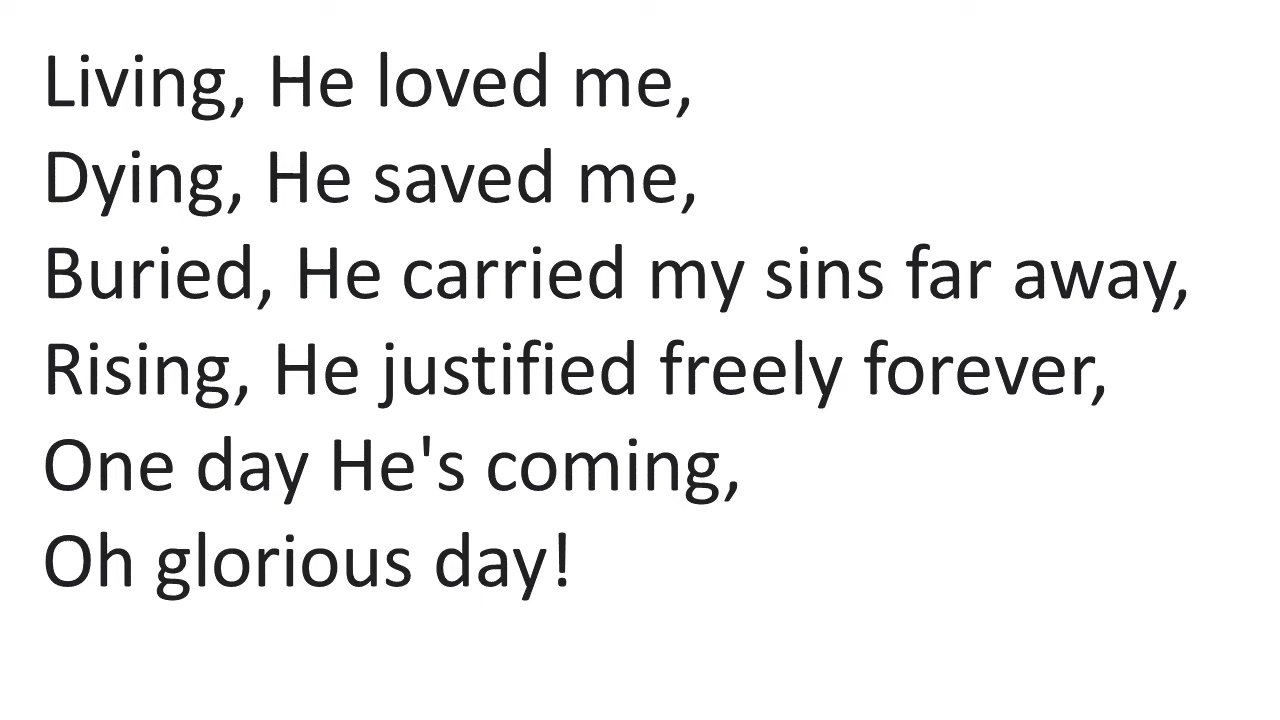 Living, He loved me,
Dying, He saved me,
Buried, He carried my sins far away,
Rising, He justified freely forever,
One day He's coming,
Oh glorious day!